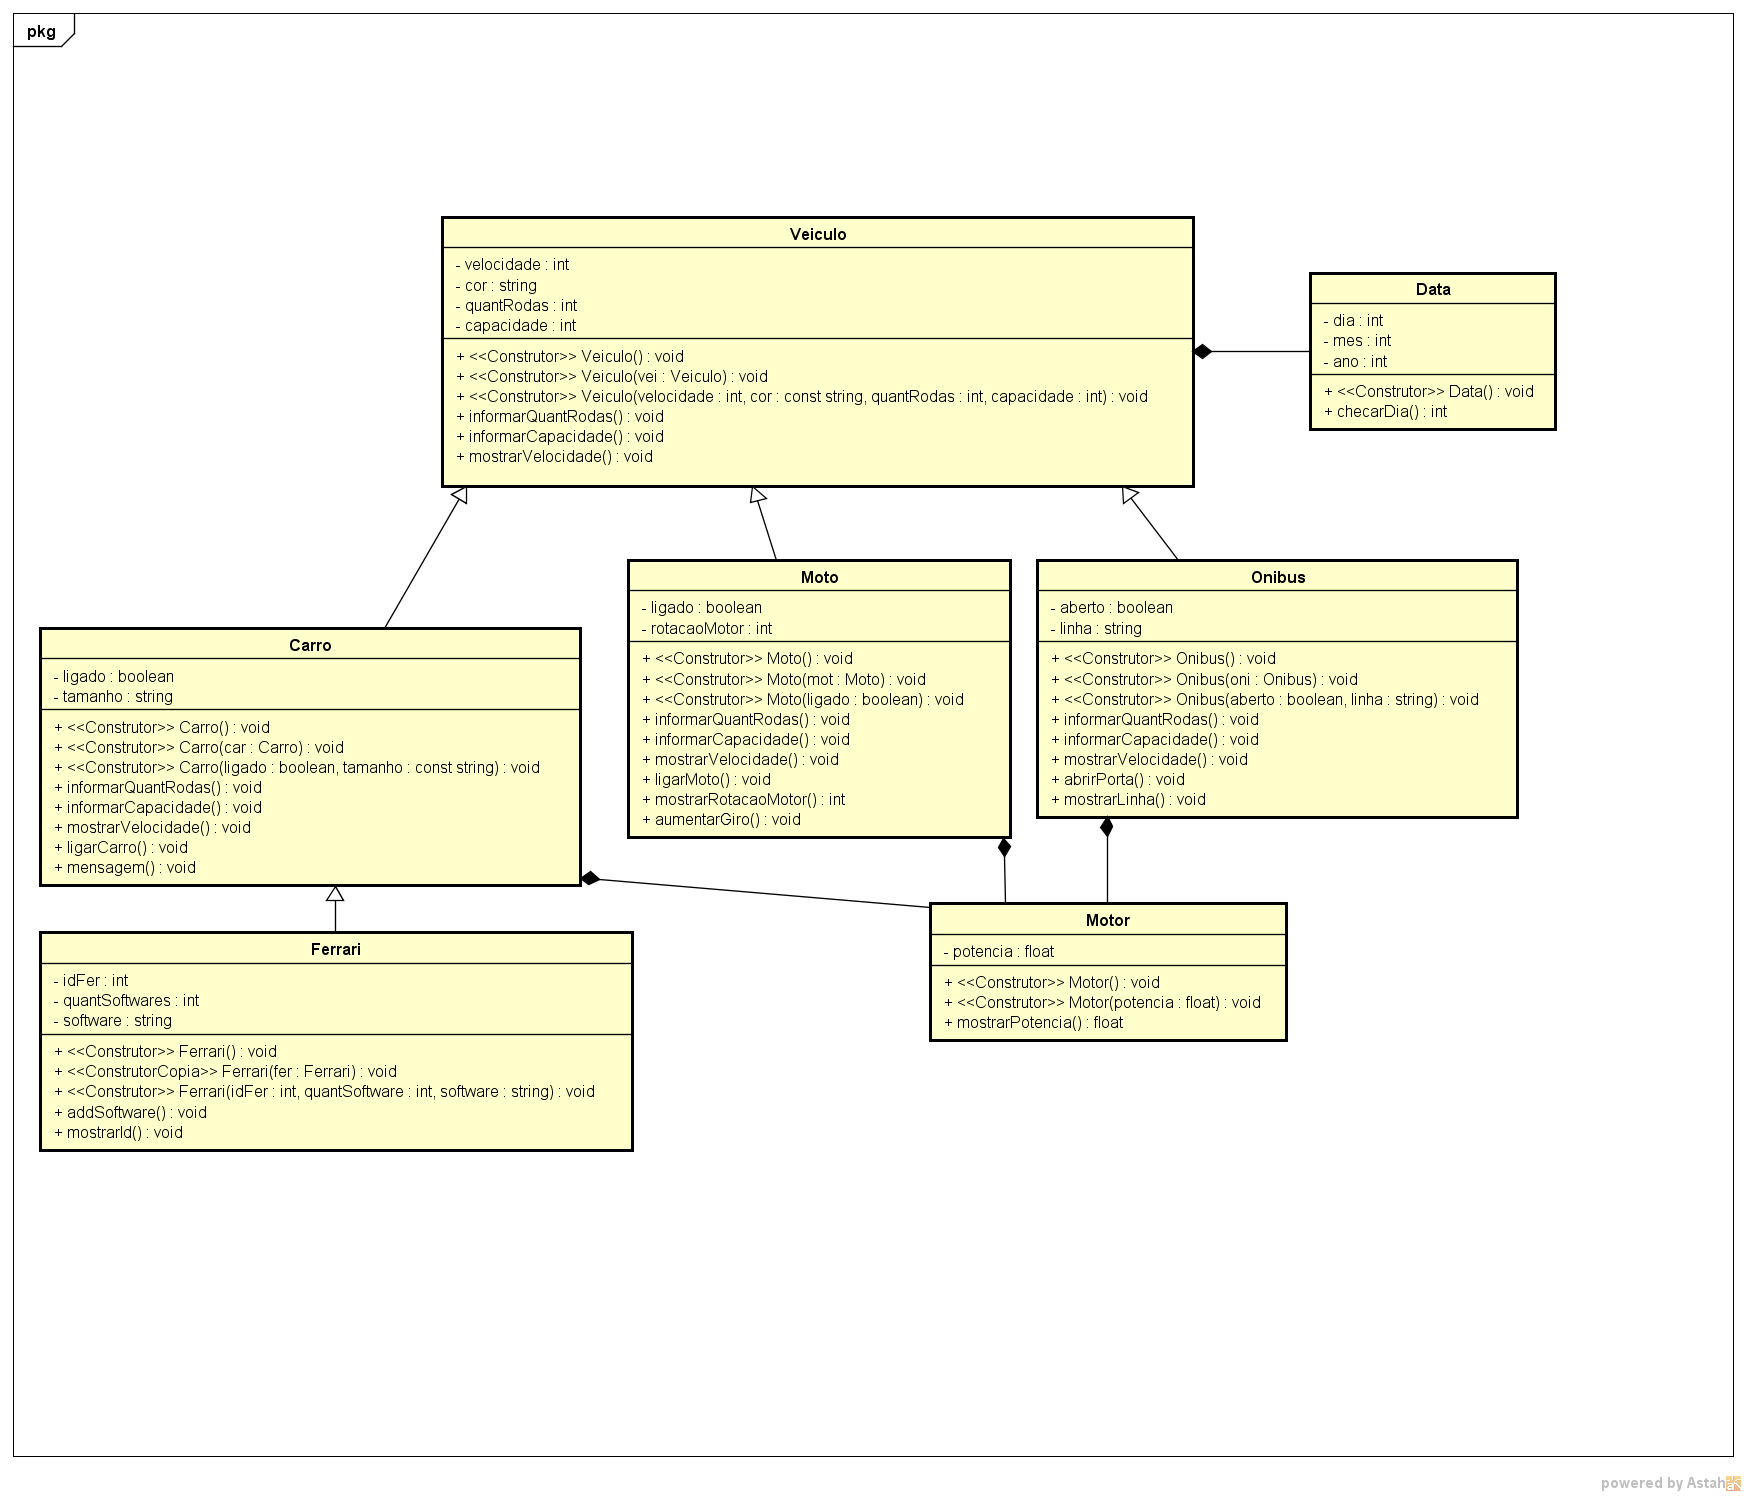 pkg
Veiculo
- velocidade : int
- cor : string
- quantRodas : int
- capacidade : int
+ <<Construtor>> Veiculo() : void
+ <<Construtor>> Veiculo(vei : Veiculo) : void
+ <<Construtor>> Veiculo(velocidade : int, cor : const string, quantRodas : int, capacidade : int) : void
+ informarQuantRodas() : void
+ informarCapacidade() : void
+ mostrarVelocidade() : void
Data
- dia : int
- mes : int
- ano : int
+ <<Construtor>> Data() : void
+ checarDia() : int
Carro
- ligado : boolean
- tamanho : string
+ <<Construtor>> Carro() : void
+ <<Construtor>> Carro(car : Carro) : void
+ <<Construtor>> Carro(ligado : boolean, tamanho : const string) : void
+ informarQuantRodas() : void
+ informarCapacidade() : void
+ mostrarVelocidade() : void
+ ligarCarro() : void
+ mensagem() : void
Moto
- ligado : boolean
- rotacaoMotor : int
+ <<Construtor>> Moto() : void
+ <<Construtor>> Moto(mot : Moto) : void
+ <<Construtor>> Moto(ligado : boolean) : void
+ informarQuantRodas() : void
+ informarCapacidade() : void
+ mostrarVelocidade() : void
+ ligarMoto() : void
+ mostrarRotacaoMotor() : int
+ aumentarGiro() : void
Onibus
- aberto : boolean
- linha : string
+ <<Construtor>> Onibus() : void
+ <<Construtor>> Onibus(oni : Onibus) : void
+ <<Construtor>> Onibus(aberto : boolean, linha : string) : void
+ informarQuantRodas() : void
+ informarCapacidade() : void
+ mostrarVelocidade() : void
+ abrirPorta() : void
+ mostrarLinha() : void
Ferrari
- idFer : int
- quantSoftwares : int
- software : string
+ <<Construtor>> Ferrari() : void
+ <<ConstrutorCopia>> Ferrari(fer : Ferrari) : void
+ <<Construtor>> Ferrari(idFer : int, quantSoftware : int, software : string) : void
+ addSoftware() : void
+ mostrarId() : void
Motor
- potencia : float
+ <<Construtor>> Motor() : void
+ <<Construtor>> Motor(potencia : float) : void
+ mostrarPotencia() : float
powered by Astah